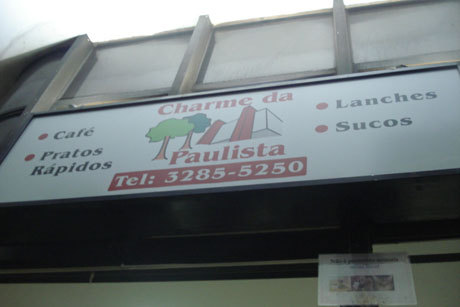 Charme da
Paulista
• Café
• Pratos
Rápidos
• Lanches
• Sucos
Tel: 3285-5250